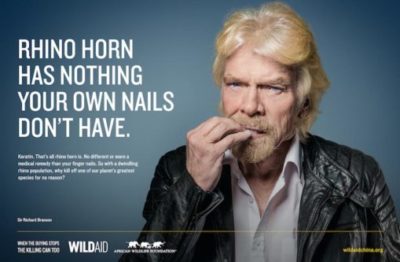 RHINO HORN
HAS NOTHING
YOUR OWN NAILS
DON'T HAVE.
Keratin. That's all rhino horn is. No different or more a
medical remedy than your finger nails. So with a dwindling
rhino population, why kill off one of our planet's greatest
species for no reason?
Sir Richard Branson
WHEN THE BUYING STOPS
THE KILLING CAN TOO
WILDAID
AFRICAN WILDLIFE FOUNDATION
wildaidchina.org